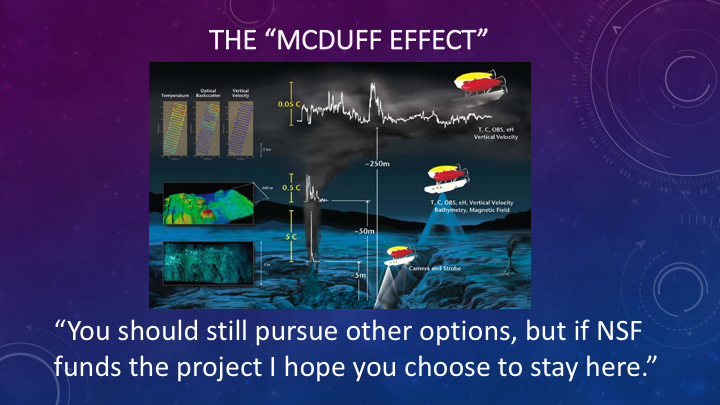 THE “MCDUFF EFFECT”
Temperature
Optical
Backscatter
Vertical
Velocity
0.05 C
T, C, OBS, eH
Vertical Velocity
~250m
0.5 C
T, C, OBS, eH, Vertical Velocity
Bathymetry, Magnetic Field
5 C
~50m
Camera and Strobe
~5m
“You should still pursue other options, but if NSF
funds the project I hope you choose to stay here.”